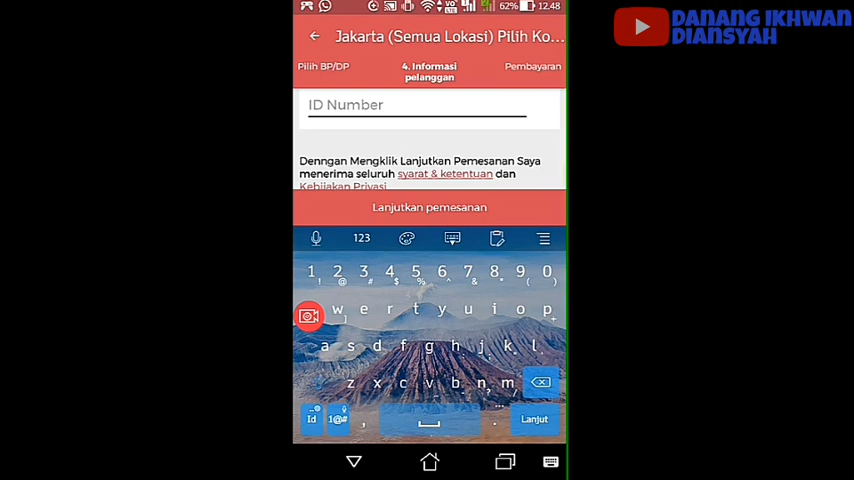 62% 12.48
DANANG IKHWAN
DIANSYAH
Jakarta (Semua Lokasi) Pilih Ko...
Pilih BP/DP
4. Informasi
pelanggan
Pembayaran
ID Number
Denngan Mengklik Lanjutkan Pemesanan Saya
menerima seluruh syarat & ketentuan dan
Kebijakan Privasi
Lanjutkan pemesanan
123
1 2 3 4 5 6 7 8 9 0
! @ # $ % ^ & * ( )
w e r t y u i o p
a s d f g h j k l
z x c v b n m
Id 1@# , . Lanjut